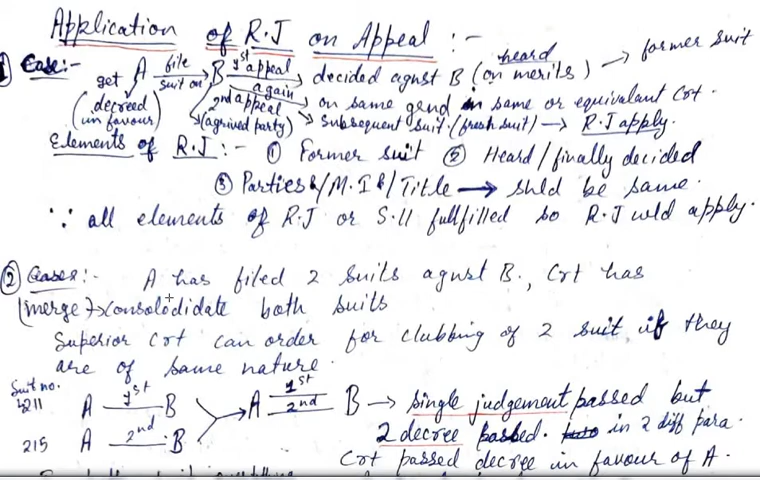 Application of R.J on Appeal :-
1 Case:- get A file suit on B 1st appeal decided agnst B (on heard merits) → former suit
(decreed in favour) again 2nd appeal on same gend in same or equivalant Crt.
(agrived party) subsequent suit (fresh suit) → R.J apply.
Elements of R.J :- ① Former suit ② Heard/finally decided
③ Parties/M.I/Title → shld be same.
∵ all elements of R.J or S.11 fullfilled so R.J wld apply.
② Cases:- A has filed 2 suits agnst B., Crt has
(merge) consolodidate both suits
Superior Crt can order for clubbing of 2 suit if they
are of same nature.
Suit no.
211 A 1st B → A 1st 2nd B → single judgement passed but
215 A 2nd B 2 decree passed. in 2 diff para.
Crt passed decree in favour of A.